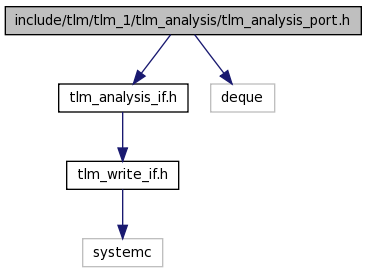 include/tlm/tlm_1/tlm_analysis/tlm_analysis_port.h
tlm_analysis_if.h
deque
tlm_write_if.h
systemc